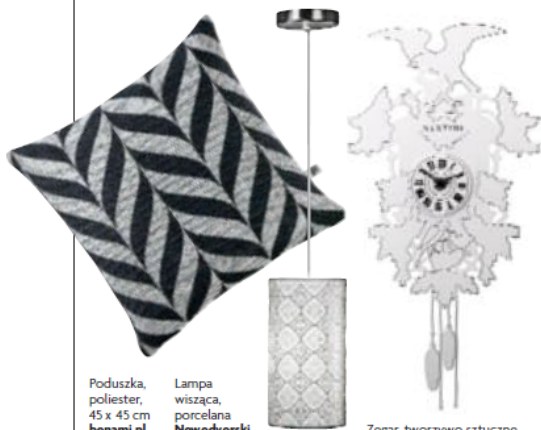 Poduszka,
poliester,
45 x 45 cm
bonami.pl
Lampa
wisząca,
porcelana
Nowodvorski
Zegar, tworzywo sztuczne